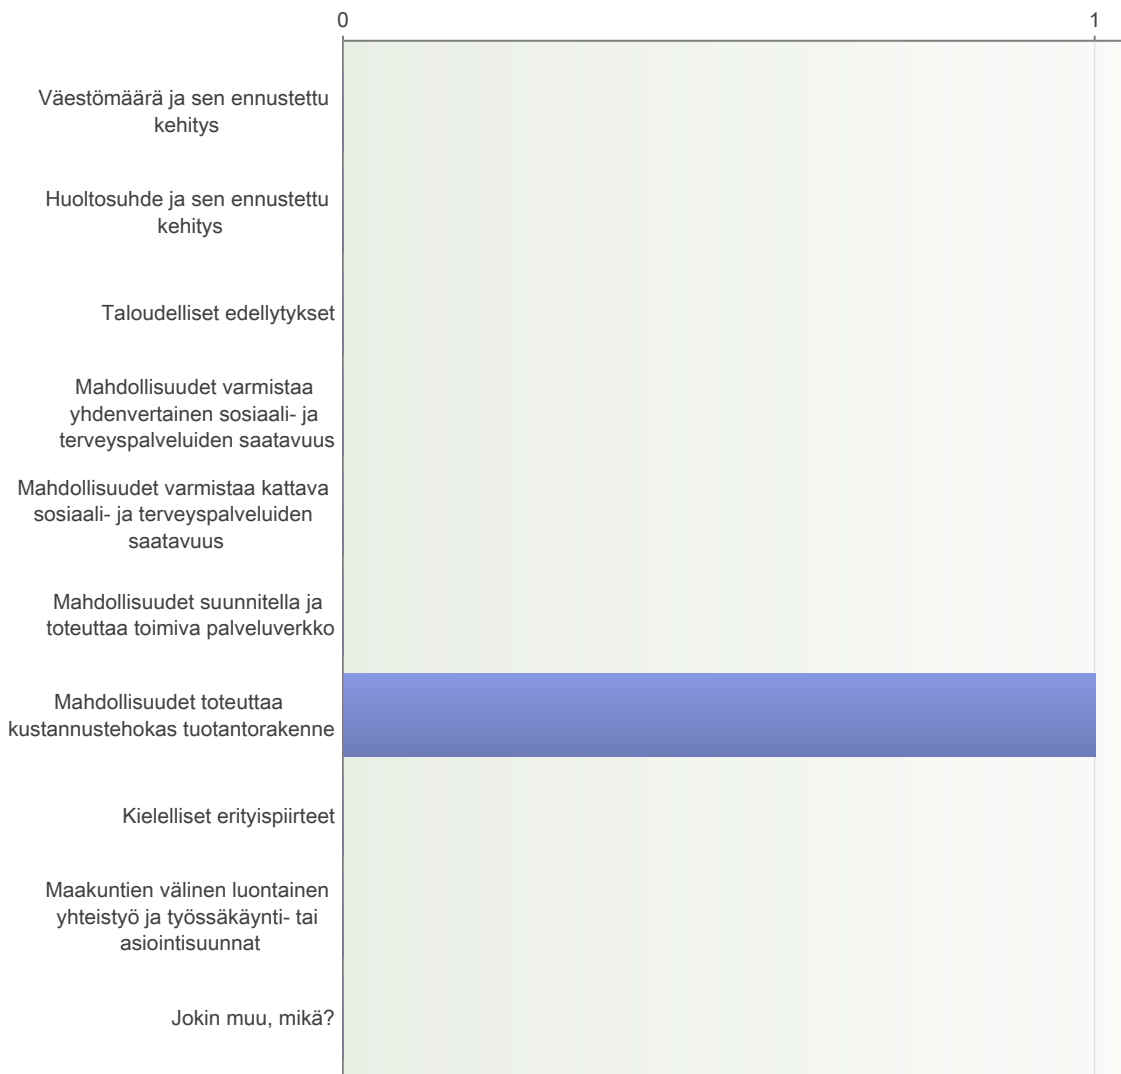 0
1
Väestömäärä ja sen ennustettu
kehitys
Huoltosuhde ja sen ennustettu
kehitys
Taloudelliset edellytykset
Mahdollisuudet varmistaa
yhdenvertainen sosiaali- ja
terveyspalveluiden saatavuus
Mahdollisuudet varmistaa kattava
sosiaali- ja terveyspalveluiden
saatavuus
Mahdollisuudet suunnitella ja
toteuttaa toimiva palveluverkko
Mahdollisuudet toteuttaa
kustannustehokas tuotantorakenne
Kielelliset erityispiirteet
Maakuntien välinen luontainen
yhteistyö ja työssäkäynti- tai
asiointisuunnat
Jokin muu, mikä?